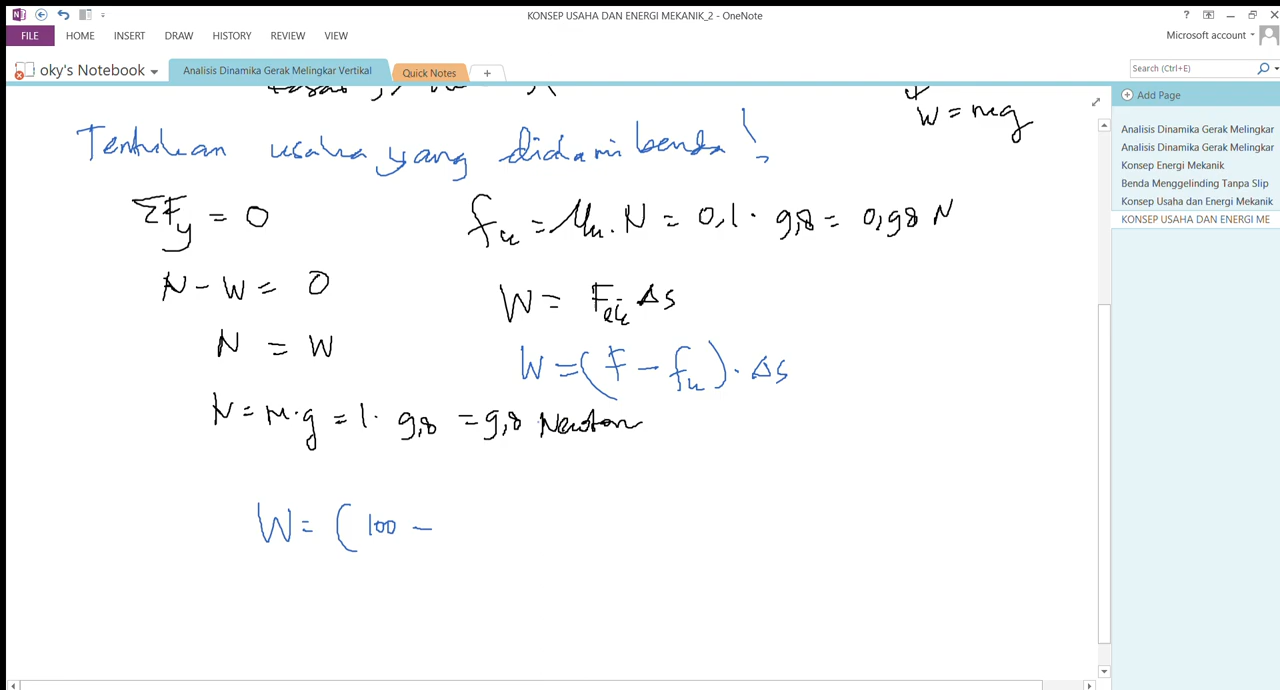 KONSEP USAHA DAN ENERGI MEKANIK_2 - OneNote
FILE HOME INSERT DRAW HISTORY REVIEW VIEW
Microsoft account
oky's Notebook
Analisis Dinamika Gerak Melingkar Vertikal
Quick Notes
+
Search (Ctrl+E)
Add Page
Analisis Dinamika Gerak Melingkar
Analisis Dinamika Gerak Melingkar
Konsep Energi Mekanik
Benda Menggelinding Tanpa Slip
Konsep Usaha dan Energi Mekanik
KONSEP USAHA DAN ENERGI ME
W = mg
Tentukan usaha yang dialami benda !
ΣFy = 0
N - W = 0
N = W
N = m.g = 1. 9,8 = 9,8 Newton
fk = μk. N = 0,1. 9,8 = 0,98 N
W = F Δs
W = (F - fk). Δs
W = ( 100 -